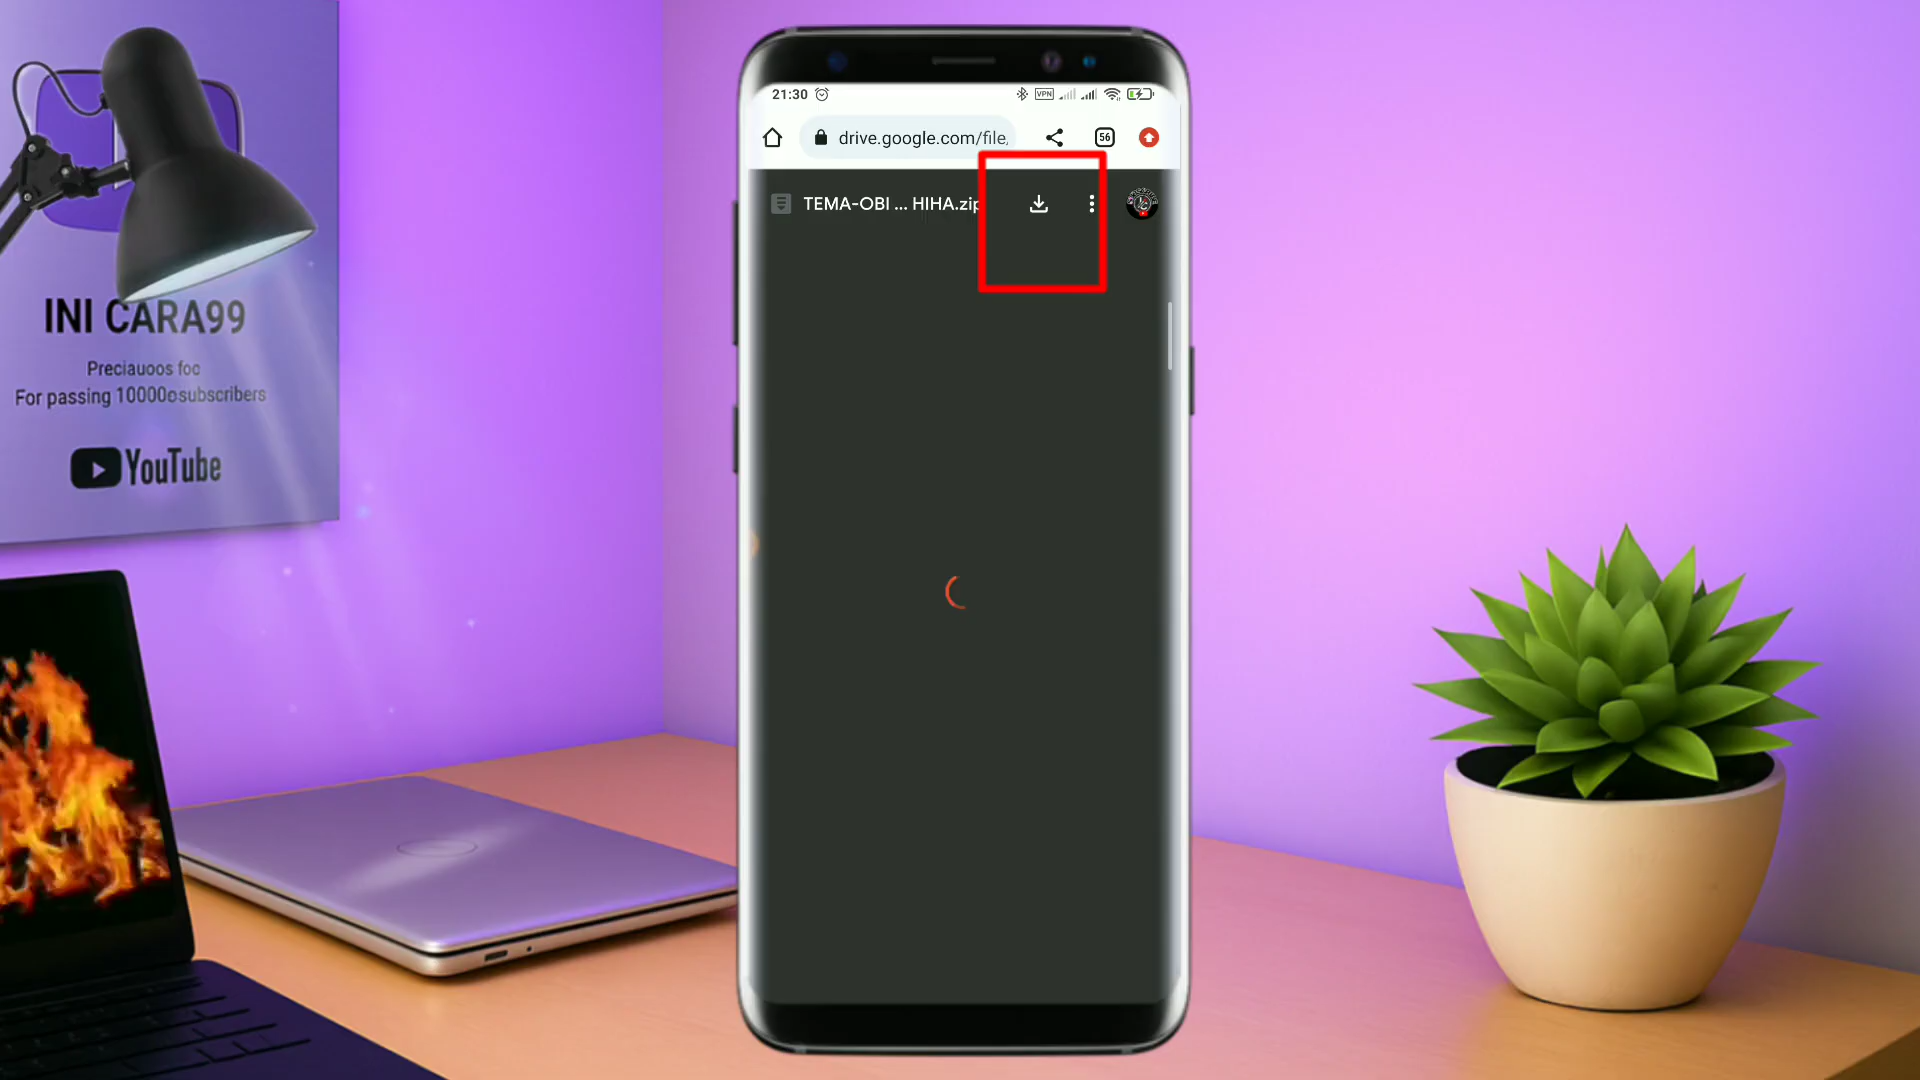 21:30
VPN
drive.google.com/file,
56
TEMA-OBI ... HIHA.zip
INI CARA99
Preciauoos foc
For passing 10000osubscribers
YouTube